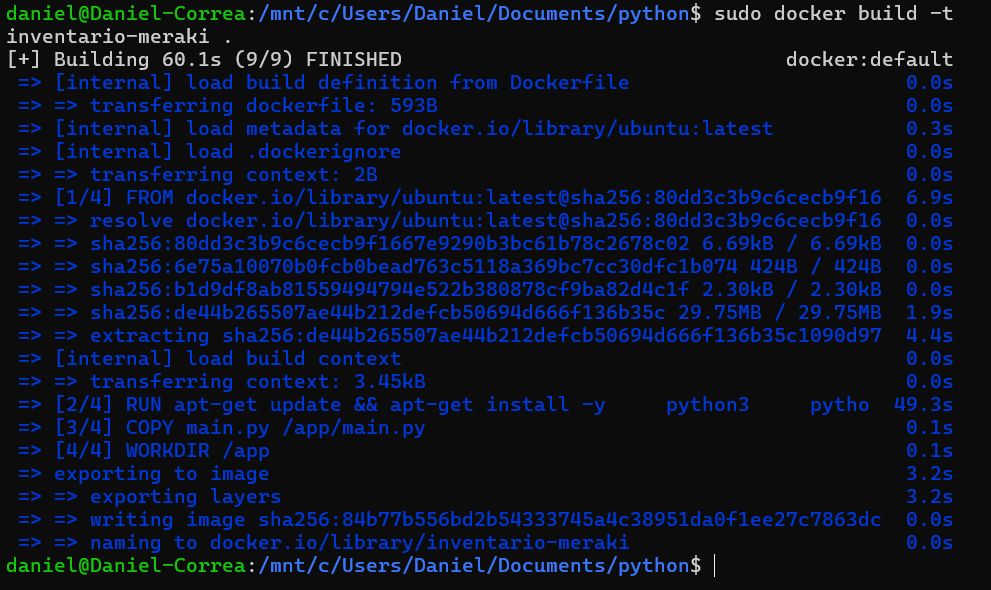 daniel@Daniel-Correa:/mnt/c/Users/Daniel/Documents/python$ sudo docker build -t
inventario-meraki .
[+] Building 60.1s (9/9) FINISHED docker:default
=> [internal] load build definition from Dockerfile 0.0s
=> => transferring dockerfile: 593B 0.0s
=> [internal] load metadata for docker.io/library/ubuntu:latest 0.3s
=> [internal] load .dockerignore 0.0s
=> => transferring context: 2B 0.0s
=> [1/4] FROM docker.io/library/ubuntu:latest@sha256:80dd3c3b9c6cecb9f16 6.9s
=> => resolve docker.io/library/ubuntu:latest@sha256:80dd3c3b9c6cecb9f16 0.0s
=> => sha256:80dd3c3b9c6cecb9f1667e9290b3bc61b78c2678c02 6.69kB / 6.69kB 0.0s
=> => sha256:6e75a10070b0fcb0bead763c5118a369bc7cc30dfc1b074 424B / 424B 0.0s
=> => sha256:b1d9df8ab81559494794e522b380878cf9ba82d4c1f 2.30kB / 2.30kB 0.0s
=> => sha256:de44b265507ae44b212defcb50694d666f136b35c 29.75MB / 29.75MB 1.9s
=> => extracting sha256:de44b265507ae44b212defcb50694d666f136b35c1090d97 4.4s
=> [internal] load build context 0.0s
=> => transferring context: 3.45kB 0.0s
=> [2/4] RUN apt-get update && apt-get install -y     python3     pytho 49.3s
=> [3/4] COPY main.py /app/main.py 0.1s
=> [4/4] WORKDIR /app 0.1s
=> exporting to image 3.2s
=> => exporting layers 3.2s
=> => writing image sha256:84b77b556bd2b54333745a4c38951da0f1ee27c7863dc 0.0s
=> => naming to docker.io/library/inventario-meraki 0.0s
daniel@Daniel-Correa:/mnt/c/Users/Daniel/Documents/python$